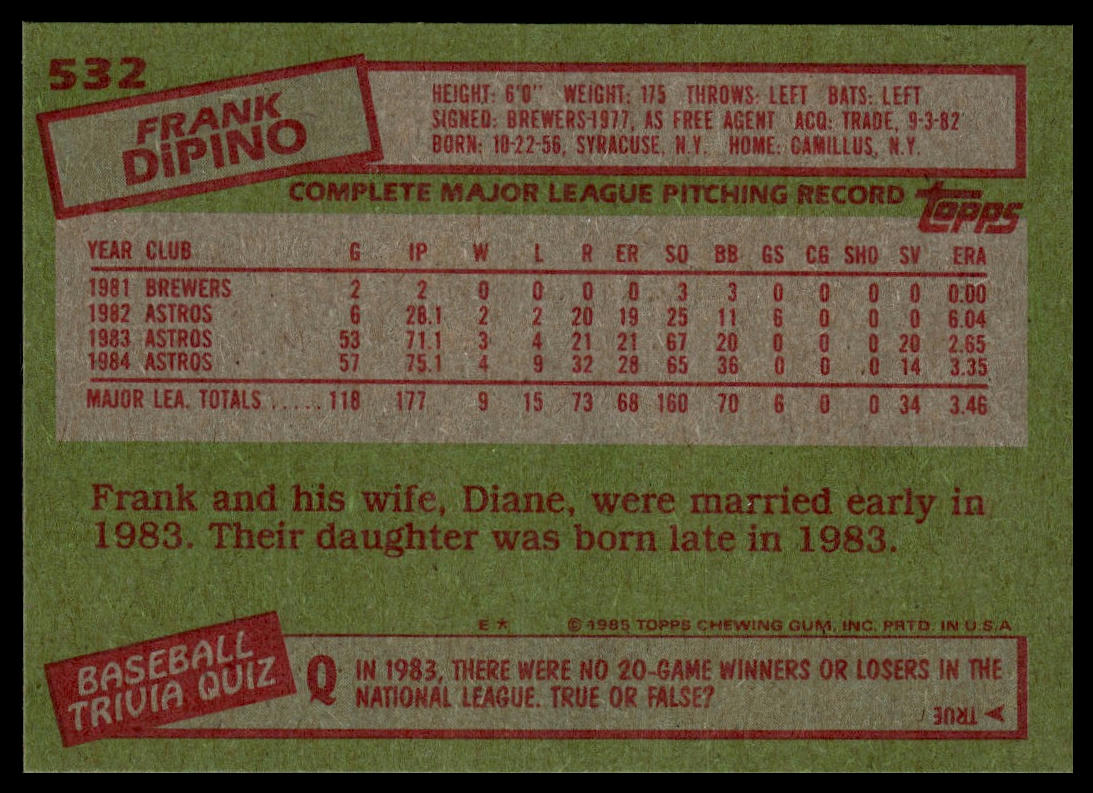 532
FRANK
DiPINO
HEIGHT: 6'0" WEIGHT: 175 THROWS: LEFT BATS: LEFT
SIGNED: BREWERS-1977, AS FREE AGENT ACQ: TRADE, 9-3-82
BORN: 10-22-56, SYRACUSE, N.Y. HOME: CAMILLUS, N.Y.
COMPLETE MAJOR LEAGUE PITCHING RECORD
topps
YEAR CLUB G IP W L R ER SO BB GS CG SHO SV ERA
1981 BREWERS 2 2 0 0 0 0 3 3 0 0 0 0 0.00
1982 ASTROS 6 28.1 2 2 20 19 25 11 6 0 0 0 6.04
1983 ASTROS 53 71.1 3 4 21 21 67 20 0 0 0 20 2.65
1984 ASTROS 57 75.1 4 9 32 28 65 36 0 0 0 14 3.35
MAJOR LEA. TOTALS ..... 118 177 9 15 73 68 160 70 6 0 0 34 3.46
Frank and his wife, Diane, were married early in
1983. Their daughter was born late in 1983.
E * © 1985 TOPPS CHEWING GUM, INC. PRTD. IN U.S.A
BASEBALL
TRIVIA QUIZ
Q IN 1983, THERE WERE NO 20-GAME WINNERS OR LOSERS IN THE
NATIONAL LEAGUE. TRUE OR FALSE?
A TRUE